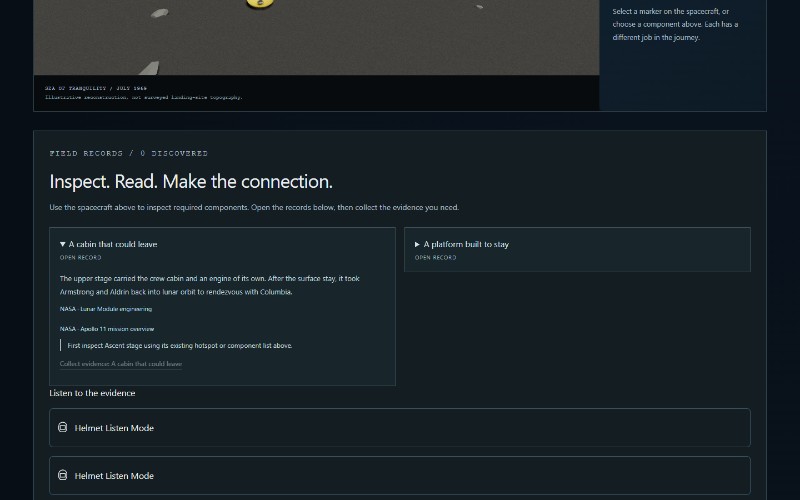 Select a marker on the spacecraft, or
choose a component above. Each has a
different job in the journey.
SEA OF TRANQUILITY / JULY 1969
Illustrative reconstruction, not surveyed landing-site topography.
FIELD RECORDS / 0 DISCOVERED
Inspect. Read. Make the connection.
Use the spacecraft above to inspect required components. Open the records below, then collect the evidence you need.
▼ A cabin that could leave
OPEN RECORD
The upper stage carried the crew cabin and an engine of its own. After the surface stay, it took
Armstrong and Aldrin back into lunar orbit to rendezvous with Columbia.
NASA · Lunar Module engineering
NASA · Apollo 11 mission overview
First inspect Ascent stage using its existing hotspot or component list above.
Collect evidence: A cabin that could leave
▶ A platform built to stay
OPEN RECORD
Listen to the evidence
Helmet Listen Mode
Helmet Listen Mode